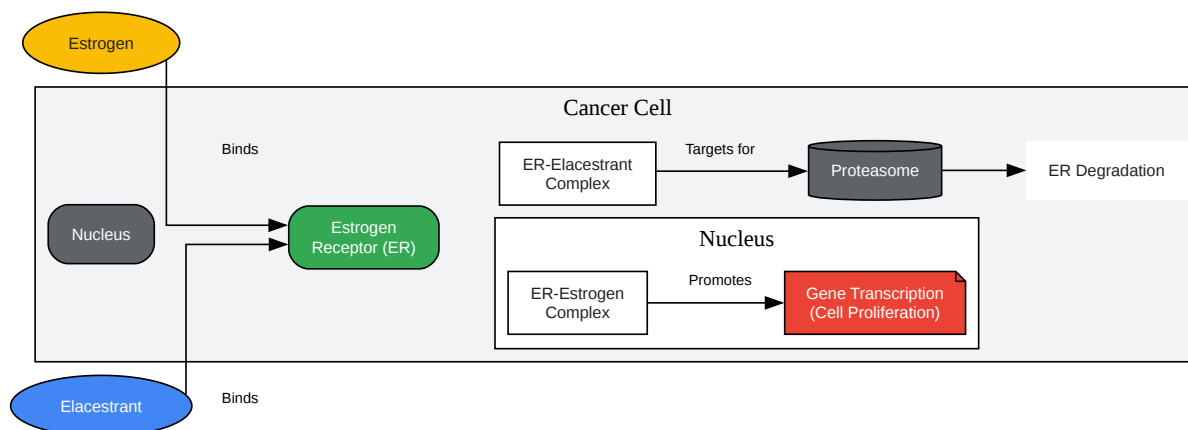 Estrogen
Cancer Cell
Binds
ER-Elacestrant
Complex
Targets for
Proteasome
ER Degradation
Nucleus
Estrogen
Receptor (ER)
Nucleus
ER-Estrogen
Complex
Promotes
Gene Transcription
(Cell Proliferation)
Elacestrant
Binds